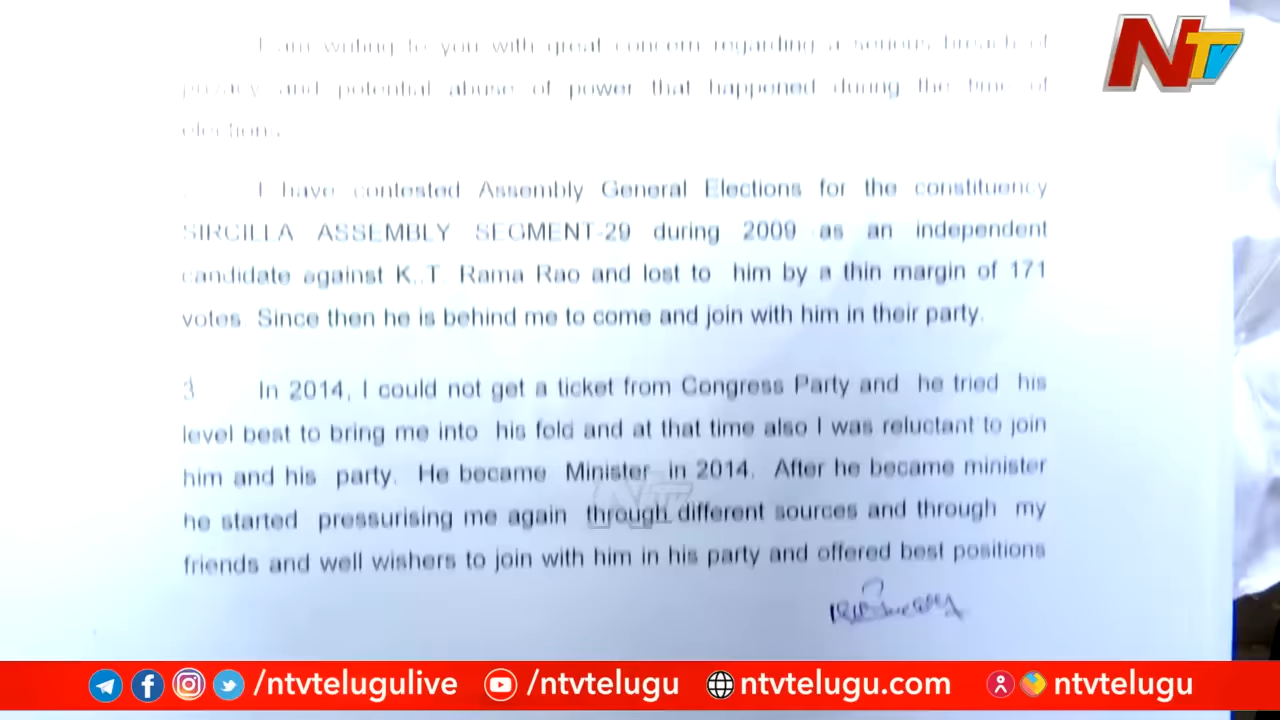 NTV
I am writing to you with great concern regarding a serious breach of
privacy and potential abuse of power that happened during the time of
elections.
I have contested Assembly General Elections for the constituency
SIRCILLA ASSEMBLY SEGMENT-29 during 2009 as an independent
candidate against K..T. Rama Rao and lost to him by a thin margin of 171
votes Since then he is behind me to come and join with him in their party.
3 In 2014, I could not get a ticket from Congress Party and he tried his
level best to bring me into his fold and at that time also I was reluctant to join
him and his party. He became Minister in 2014. After he became minister
he started pressurising me again through different sources and through my
friends and well wishers to join with him in his party and offered best positions
NTV
/ntvtelugulive /ntvtelugu ntvtelugu.com ntvtelugu